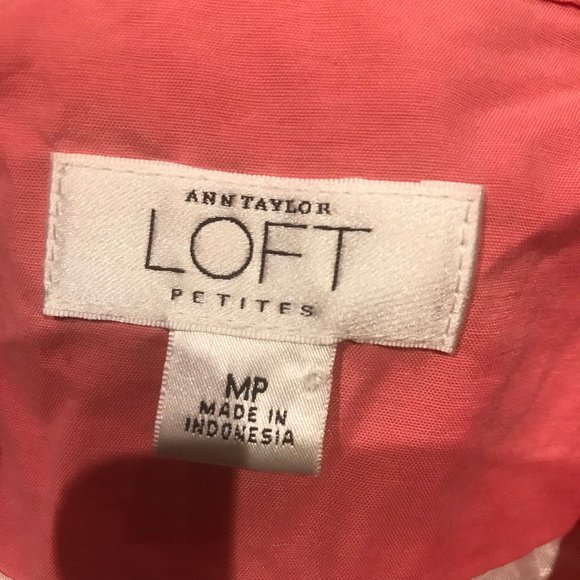 ANN TAYLOR
LOFT
PETITES
MP
MADE IN
INDONESIA